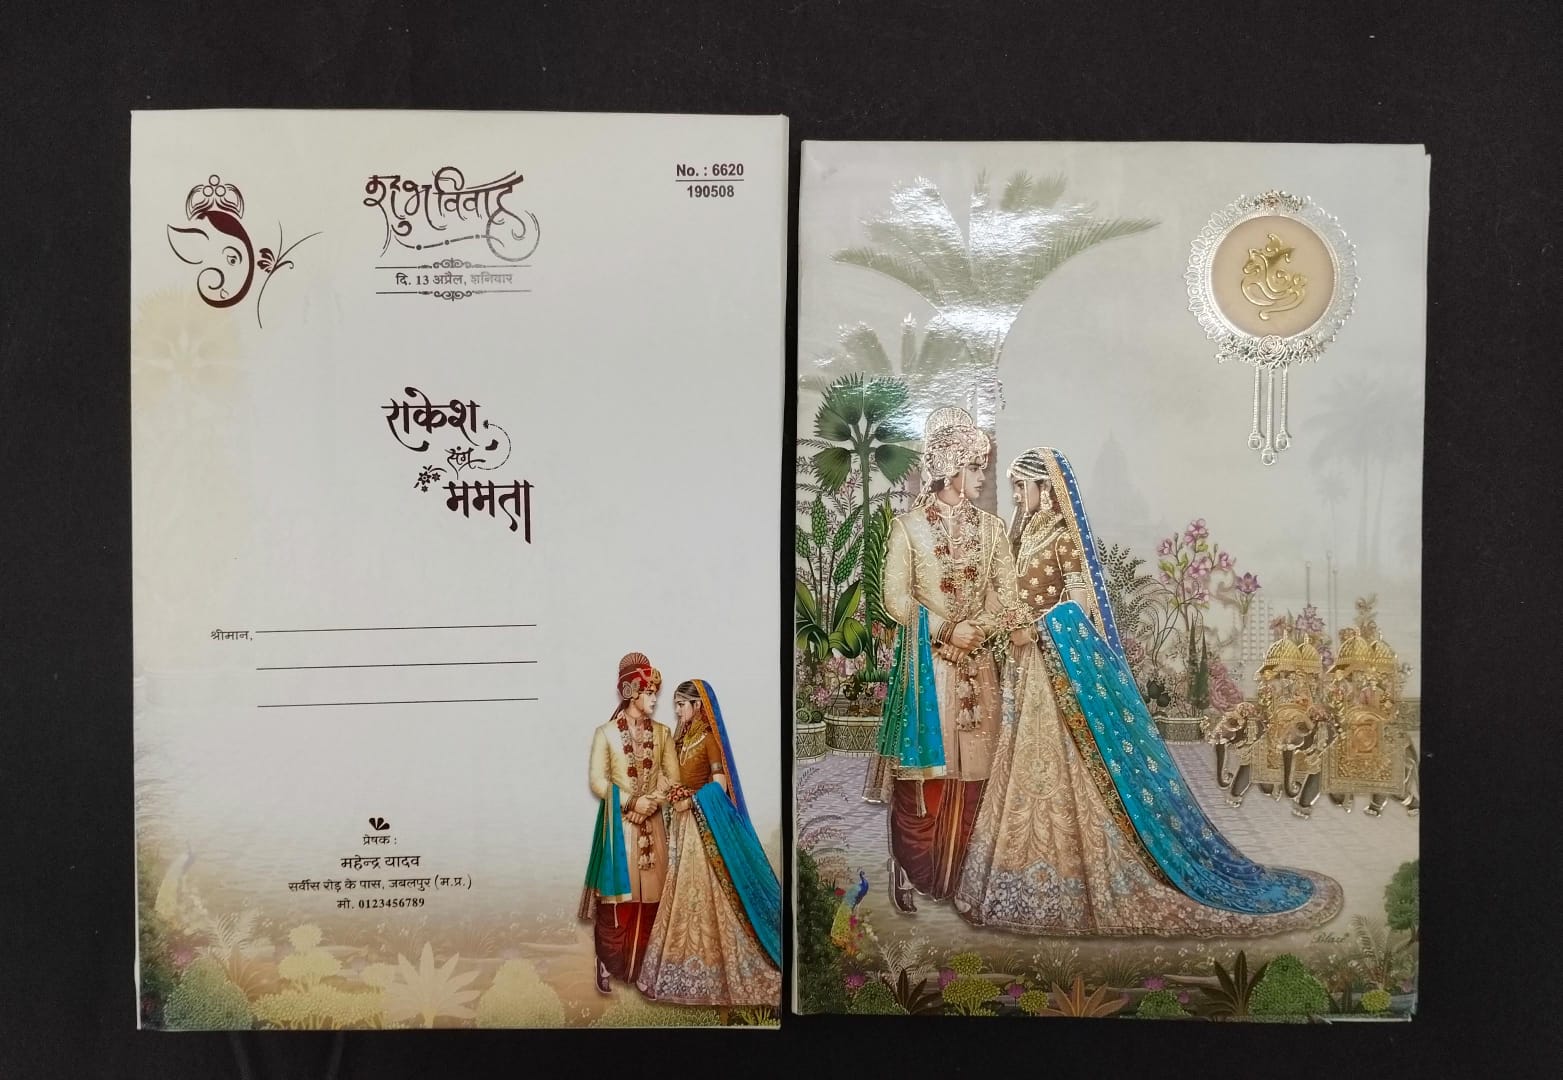 No. : 6620
190508
शुभ विवाह
दि. 13 अप्रैल, शनिवार
राकेश
संग
ममता
श्रीमान,
प्रेषक :
महेन्द्र यादव
सर्वीस रोड़ के पास, जबलपुर (म.प्र.)
मो. 0123456789